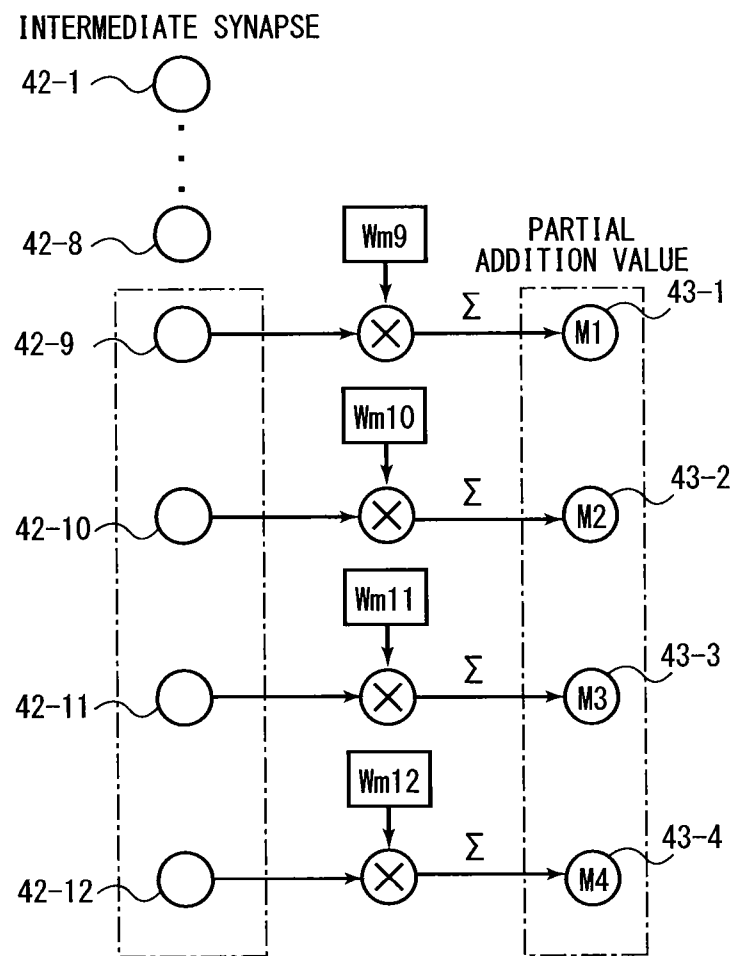 INTERMEDIATE SYNAPSE
42-1
42-8
Wm9
PARTIAL
ADDITION VALUE
42-9
Σ
M1
43-1
Wm10
42-10
Σ
M2
43-2
Wm11
42-11
Σ
M3
43-3
Wm12
42-12
Σ
M4
43-4